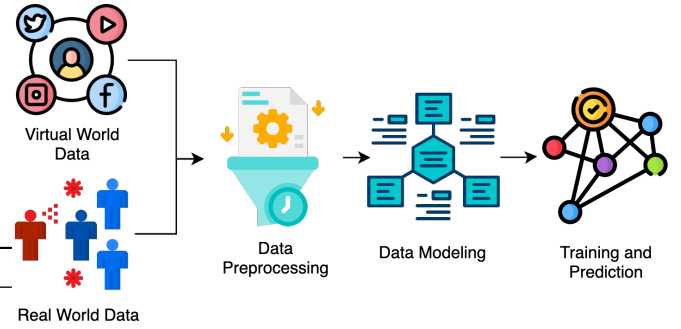 Virtual World
Data
Real World Data
Data
Preprocessing
Data Modeling
Training and
Prediction